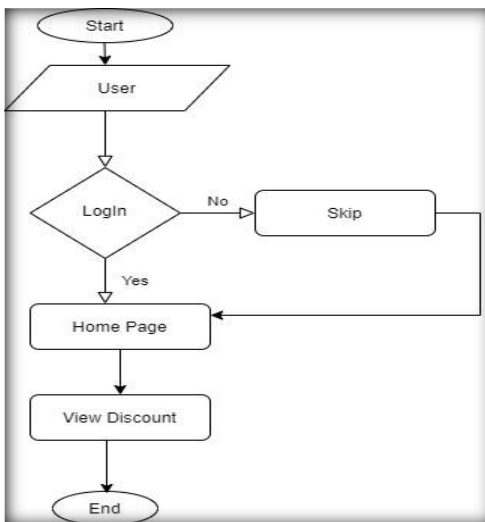 Start
User
LogIn
No
Skip
Yes
Home Page
View Discount
End